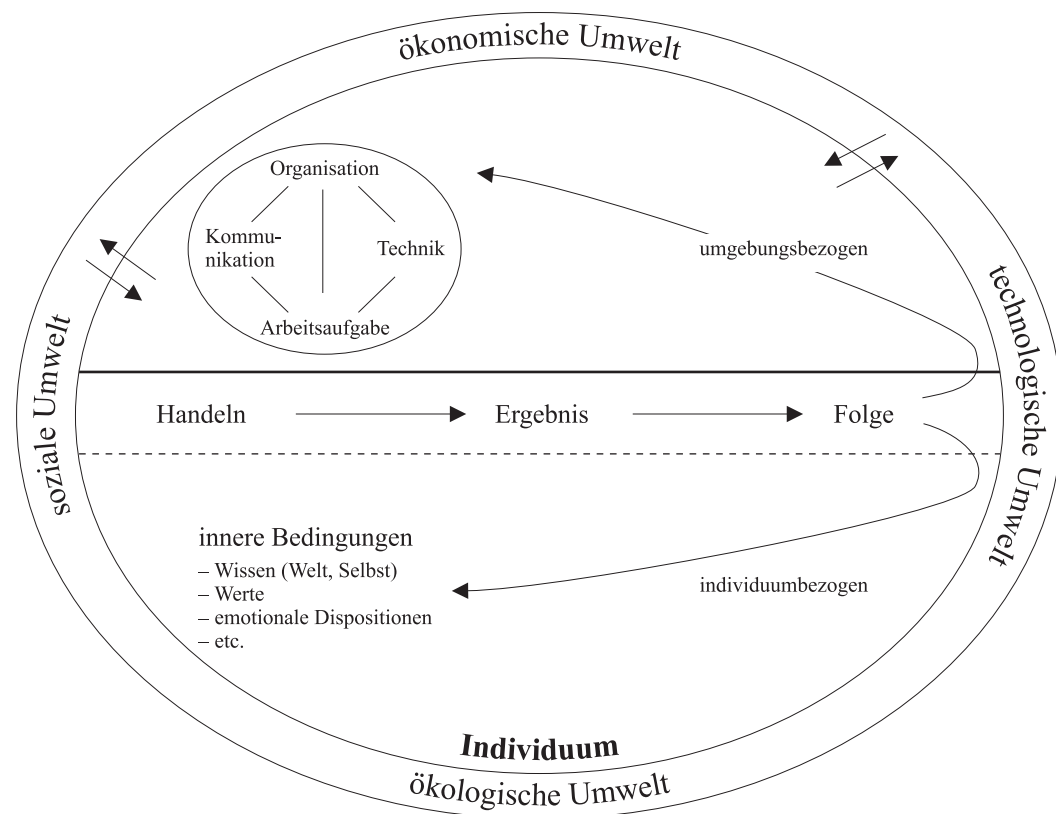 ökonomische Umwelt
Organisation
Kommu-
nikation
Technik
Arbeitsaufgabe
umgebungsbezogen
soziale Umwelt
technologische Umwelt
Handeln
Ergebnis
Folge
innere Bedingungen
– Wissen (Welt, Selbst)
– Werte
– emotionale Dispositionen
– etc.
individuumbezogen
Individuum
ökologische Umwelt